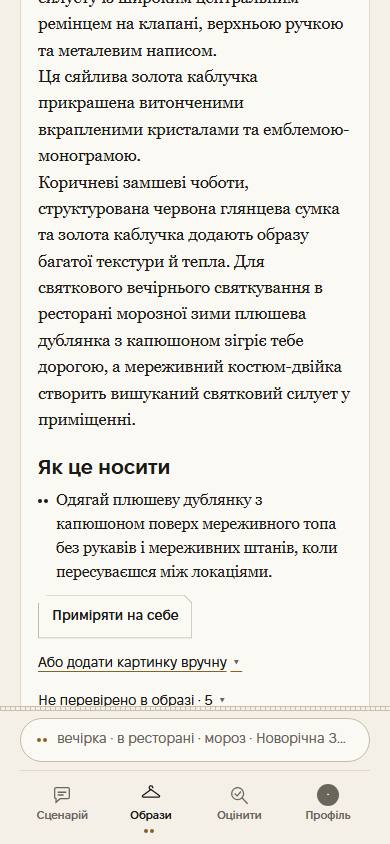 силуету із широким центральним
ремінцем на клапані, верхньою ручкою
та металевим написом.
Ця сяйлива золота каблучка
прикрашена витонченими
вкрапленими кристалами та емблемою-
монограмою.
Коричневі замшеві чоботи,
структурована червона глянцева сумка
та золота каблучка додають образу
багатої текстури й тепла. Для
святкового вечірнього святкування в
ресторані морозної зими плюшева
дублянка з капюшоном зігріє тебе
дорогою, а мереживний костюм-двійка
створить вишуканий святковий силует у
приміщенні.
Як це носити
Одягай плюшеву дублянку з
капюшоном поверх мереживного топа
без рукавів і мереживних штанів, коли
пересуваєшся між локаціями.
Приміряти на себе
Або додати картинку вручну
Не перевірено в образі · 5
вечірка · в ресторані · мороз · Новорічна З...
Сценарій
Образи
Оцінити
Профіль